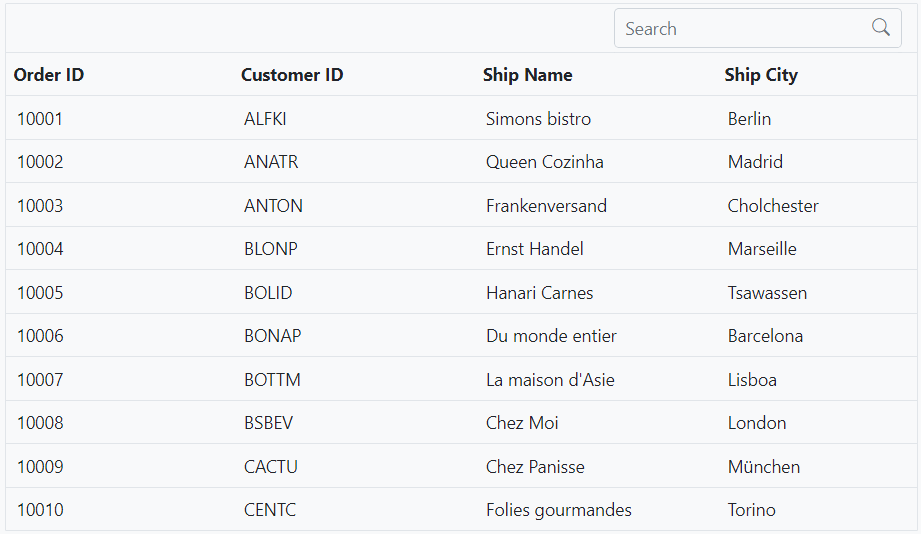 Search
Order ID Customer ID Ship Name Ship City
10001 ALFKI Simons bistro Berlin
10002 ANATR Queen Cozinha Madrid
10003 ANTON Frankenversand Cholchester
10004 BLONP Ernst Handel Marseille
10005 BOLID Hanari Carnes Tsawassen
10006 BONAP Du monde entier Barcelona
10007 BOTTM La maison d'Asie Lisboa
10008 BSBEV Chez Moi London
10009 CACTU Chez Panisse München
10010 CENTC Folies gourmandes Torino